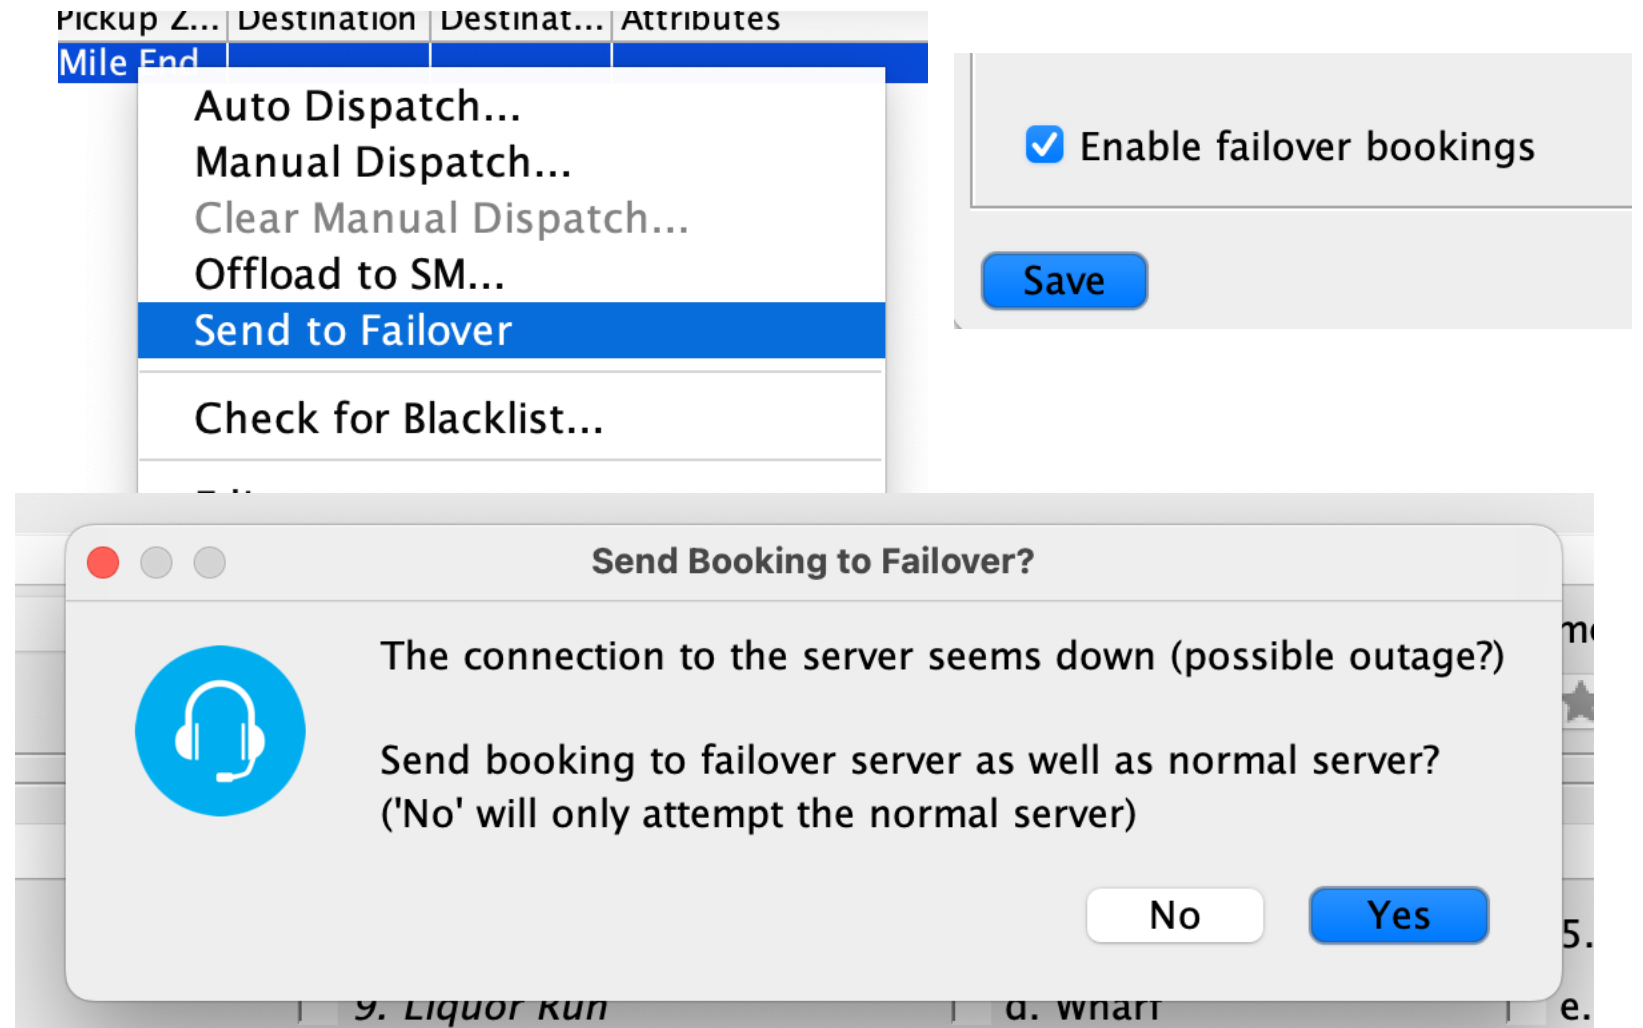 Pickup Z... Destination Destinat... Attributes
Mile End
Auto Dispatch...
Manual Dispatch...
Clear Manual Dispatch...
Offload to SM...
Send to Failover
Check for Blacklist...
Enable failover bookings
Save
Send Booking to Failover?
The connection to the server seems down (possible outage?)
Send booking to failover server as well as normal server?
('No' will only attempt the normal server)
No Yes
5.
9. Liquor Run d. Wharf e.